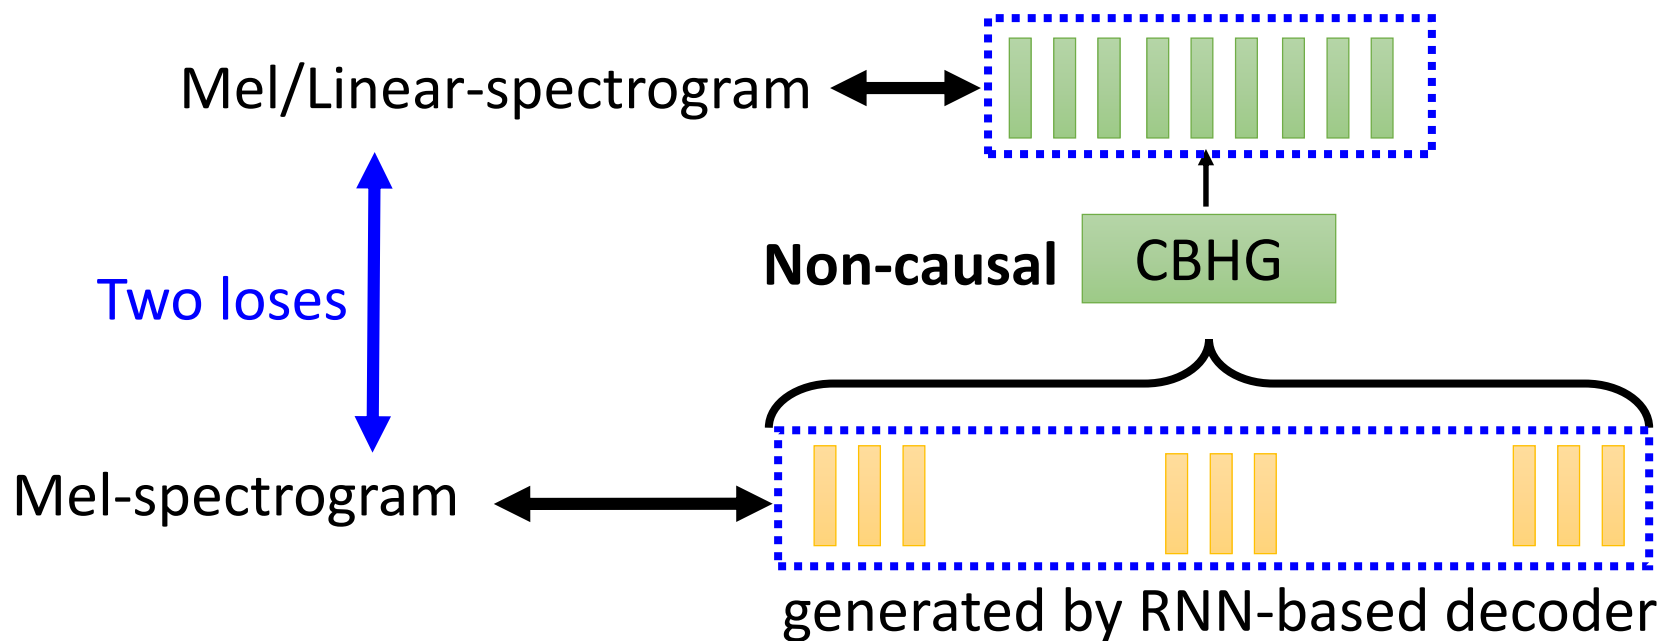 Mel/Linear-spectrogram
Non-causal
CBHG
Two loses
Mel-spectrogram
generated by RNN-based decoder